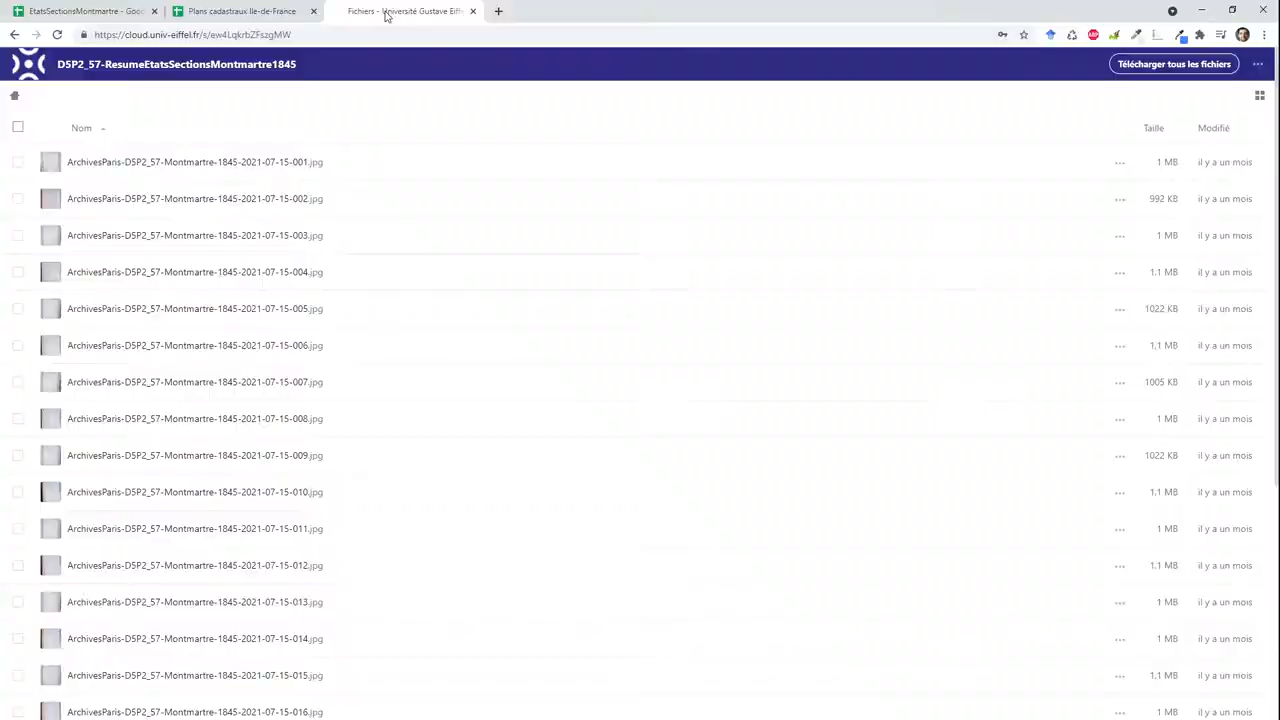 EtatsSectionsMontmartre - Goo
Plans cadastraux Ile-de-France
Fichiers - Université Gustave Eiff
https://cloud.univ-eiffel.fr/s/ew4LqkrbZFszgMW
D5P2_57-ResumeEtatsSectionsMontmartre1845
Télécharger tous les fichiers
Nom Taille Modifié
ArchivesParis-D5P2_57-Montmartre-1845-2021-07-15-001.jpg 1 MB il y a un mois
ArchivesParis-D5P2_57-Montmartre-1845-2021-07-15-002.jpg 992 KB il y a un mois
ArchivesParis-D5P2_57-Montmartre-1845-2021-07-15-003.jpg 1 MB il y a un mois
ArchivesParis-D5P2_57-Montmartre-1845-2021-07-15-004.jpg 1.1 MB il y a un mois
ArchivesParis-D5P2_57-Montmartre-1845-2021-07-15-005.jpg 1022 KB il y a un mois
ArchivesParis-D5P2_57-Montmartre-1845-2021-07-15-006.jpg 1,1 MB il y a un mois
ArchivesParis-D5P2_57-Montmartre-1845-2021-07-15-007.jpg 1005 KB il y a un mois
ArchivesParis-D5P2_57-Montmartre-1845-2021-07-15-008.jpg 1 MB il y a un mois
ArchivesParis-D5P2_57-Montmartre-1845-2021-07-15-009.jpg 1022 KB il y a un mois
ArchivesParis-D5P2_57-Montmartre-1845-2021-07-15-010.jpg 1,1 MB il y a un mois
ArchivesParis-D5P2_57-Montmartre-1845-2021-07-15-011.jpg 1 MB il y a un mois
ArchivesParis-D5P2_57-Montmartre-1845-2021-07-15-012.jpg 1.1 MB il y a un mois
ArchivesParis-D5P2_57-Montmartre-1845-2021-07-15-013.jpg 1 MB il y a un mois
ArchivesParis-D5P2_57-Montmartre-1845-2021-07-15-014.jpg 1 MB il y a un mois
ArchivesParis-D5P2_57-Montmartre-1845-2021-07-15-015.jpg 1.1 MB il y a un mois
ArchivesParis-D5P2_57-Montmartre-1845-2021-07-15-016.jpg 1 MB il y a un mois